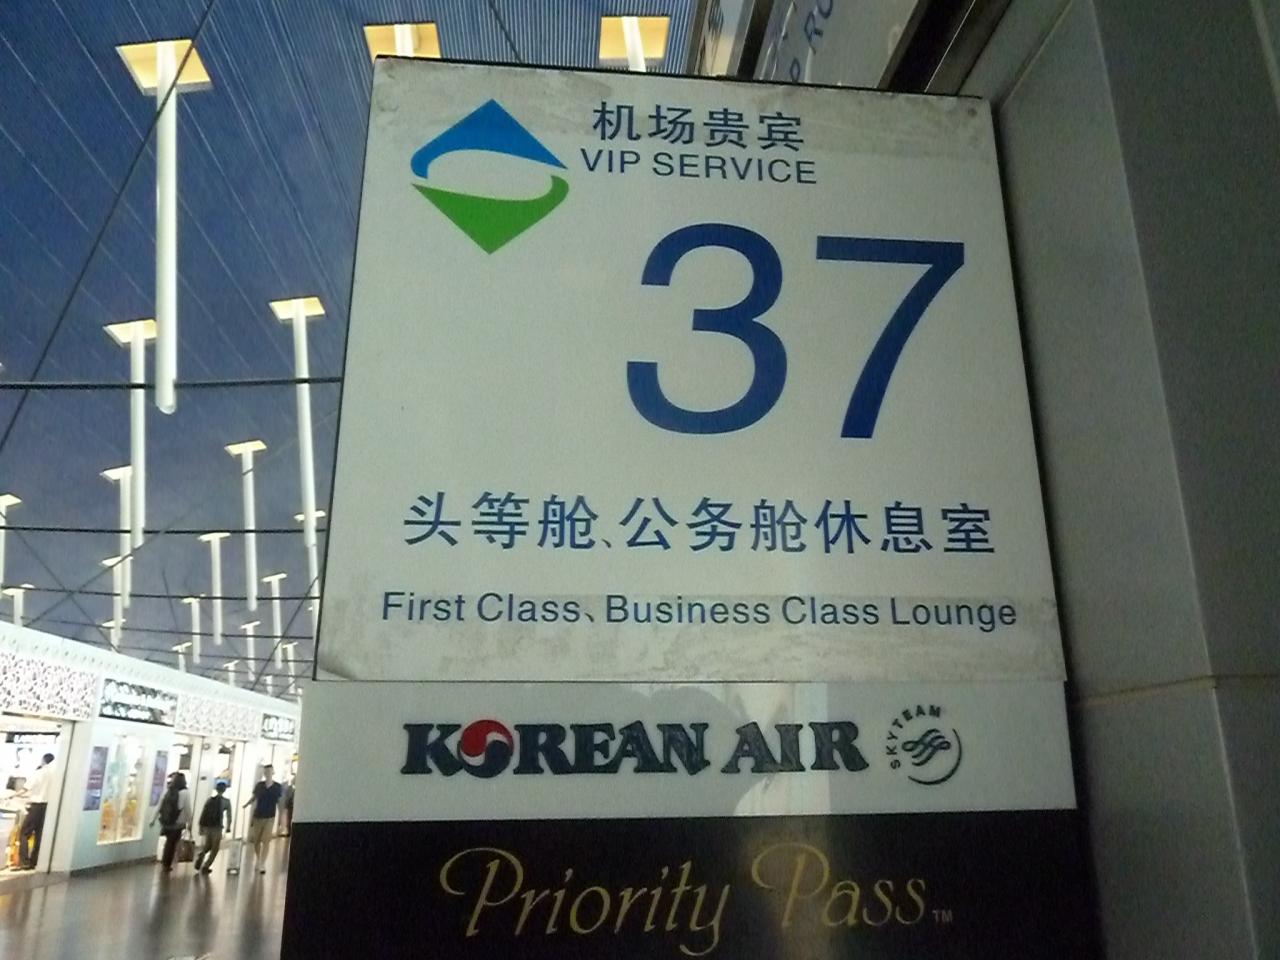 机场贵宾
VIP SERVICE
37
头等舱、公务舱休息室
First Class、Business Class Lounge
KOREAN AIR
SKYTEAM
Priority Pass™